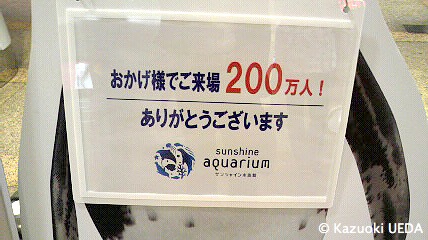 おかげ様でご来場 200万人!
ありがとうございます
sunshine
aquarium
サンシャイン水族館
© Kazuoki UEDA